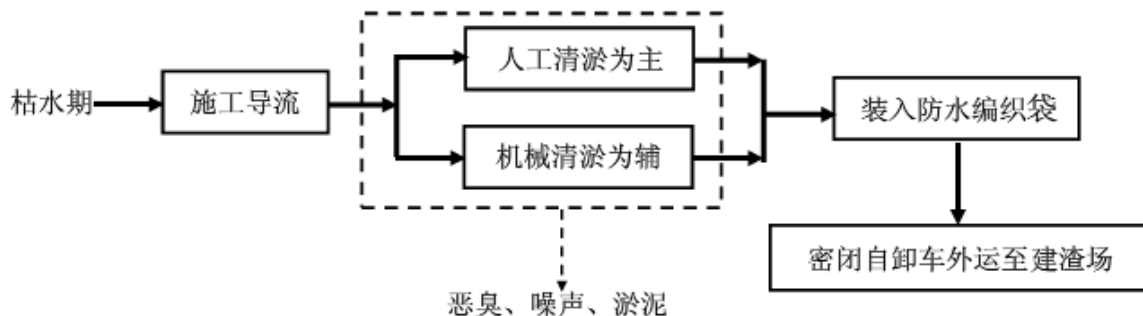 枯水期
施工导流
人工清淤为主
机械清淤为辅
装入防水编织袋
密闭自卸车外运至建渣场
恶臭、噪声、淤泥